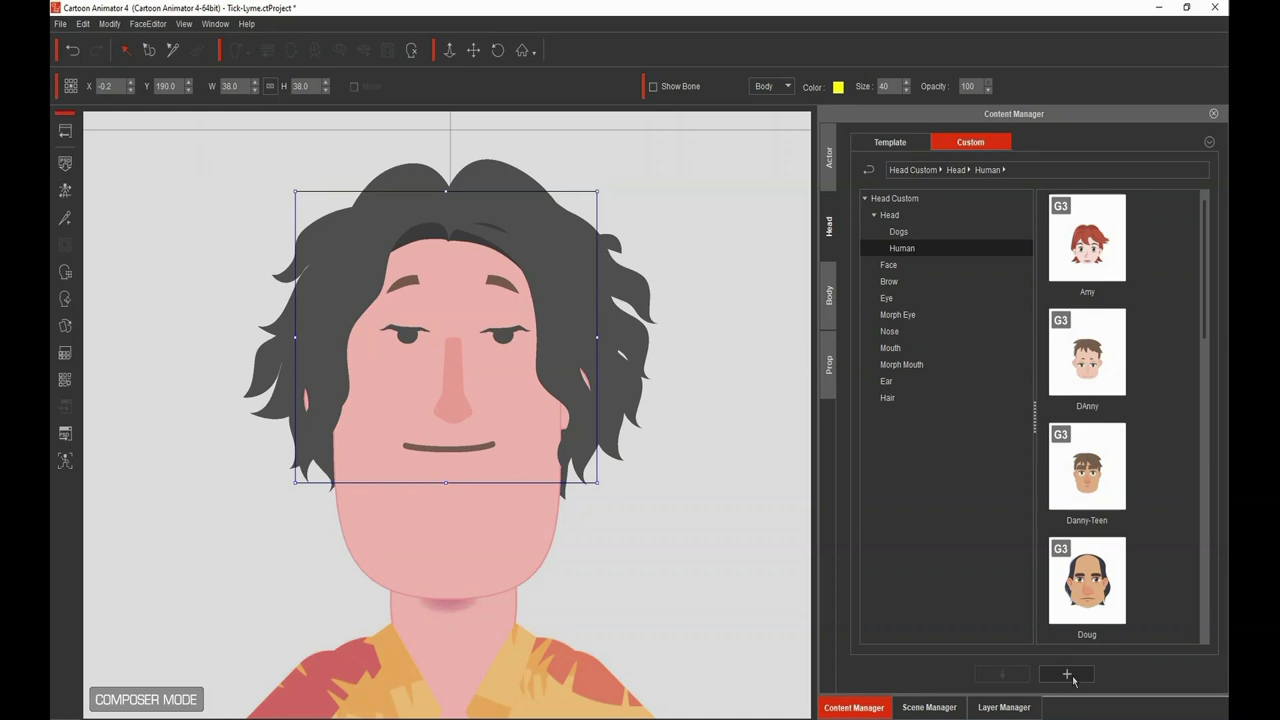 Cartoon Animator 4 (Cartoon Animator 4-64bit) - Tick-Lyme.ctProject *
File Edit Modify FaceEditor View Window Help
X -0.2 Y 190.0 W 38.0 H 38.0 Show Bone Body Color : Size : 40 Opacity : 100
Content Manager
Template Custom
Head Custom Head Human
Actor
Head
Body
Prop
Head Custom
Head
Dogs
Human
Face
Brow
Eye
Morph Eye
Nose
Mouth
Morph Mouth
Ear
Hair
G3
Amy
G3
DAnny
G3
Danny-Teen
G3
Doug
COMPOSER MODE
Content Manager Scene Manager Layer Manager